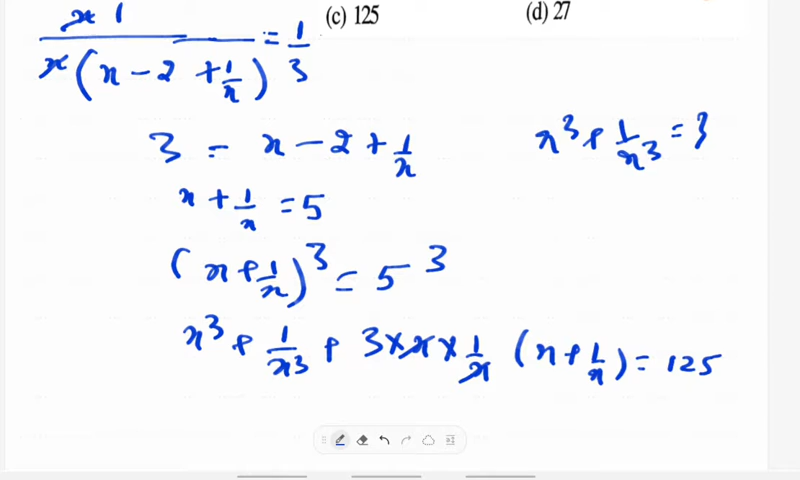 x 1
(c) 125
(d) 27
x(x - 2 + 1/x) = 1/3
3 = x - 2 + 1/x
x³ + 1/x³ = 3
x + 1/x = 5
(x + 1/x)³ = 5³
x³ + 1/x³ + 3 × x × 1/x (x + 1/x) = 125